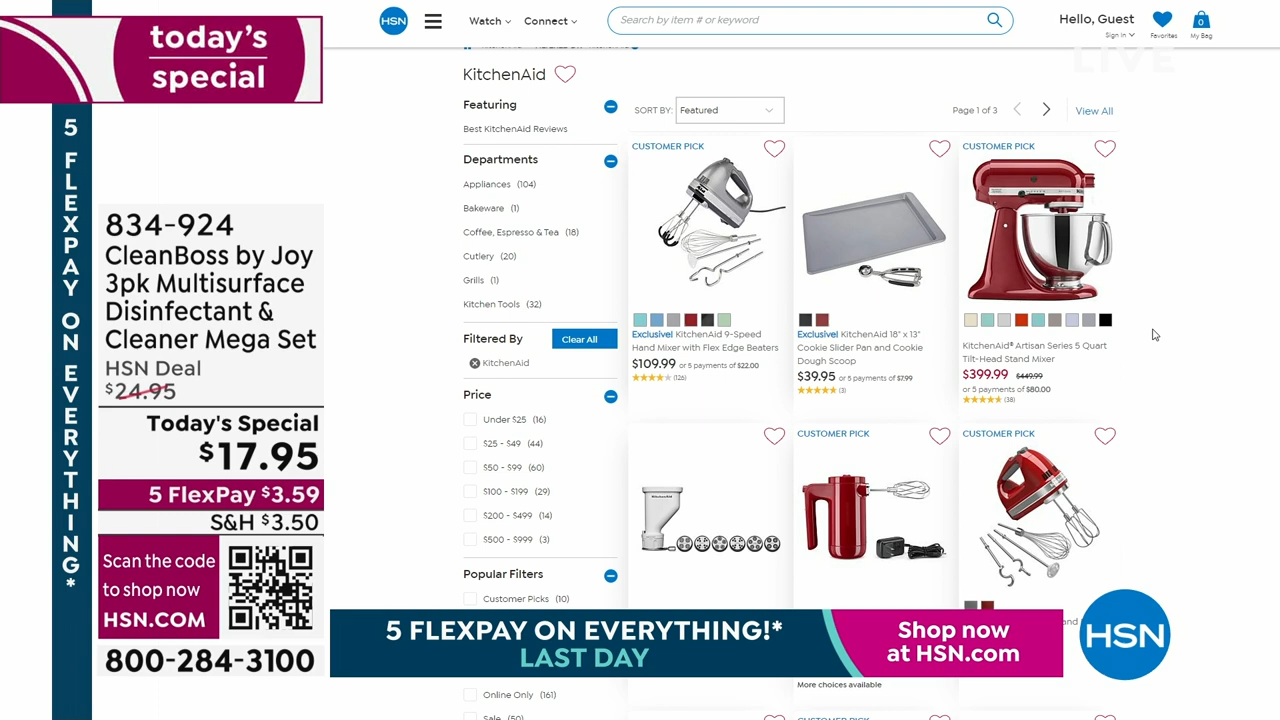 today's
special
5
FLEXPAY ON EVERYTHING*
834-924
CleanBoss by Joy
3pk Multisurface
Disinfectant &
Cleaner Mega Set
HSN Deal
$24.95
Today's Special
$17.95
5 FlexPay $3.59
S&H $3.50
Scan the code
to shop now
HSN.COM
800-284-3100
HSN
Watch
Connect
Search by item # or keyword
Hello, Guest
Sign In
Favorites
0
My Bag
LIVE
KitchenAid
Featuring
Best KitchenAid Reviews
Departments
Appliances (104)
Bakeware (1)
Coffee, Espresso & Tea (18)
Cutlery (20)
Grills (1)
Kitchen Tools (32)
Filtered By
Clear All
KitchenAid
Price
Under $25 (16)
$25 - $49 (44)
$50 - $99 (60)
$100 - $199 (29)
$200 - $499 (14)
$500 - $999 (3)
Popular Filters
Customer Picks (10)
Online Only (161)
Sale (50)
SORT BY: Featured
Page 1 of 3
View All
CUSTOMER PICK
Exclusive! KitchenAid 9-Speed
Hand Mixer with Flex Edge Beaters
$109.99 or 5 payments of $22.00
(126)
Exclusive! KitchenAid 18" x 13"
Cookie Slider Pan and Cookie
Dough Scoop
$39.95 or 5 payments of $7.99
(3)
CUSTOMER PICK
KitchenAid® Artisan Series 5 Quart
Tilt-Head Stand Mixer
$399.99 $449.99
or 5 payments of $80.00
(38)
KitchenAid
CUSTOMER PICK
CUSTOMER PICK
More choices available
CUSTOMER PICK
CUSTOMER PICK
5 FLEXPAY ON EVERYTHING!*
LAST DAY
Shop now
at HSN.com
HSN